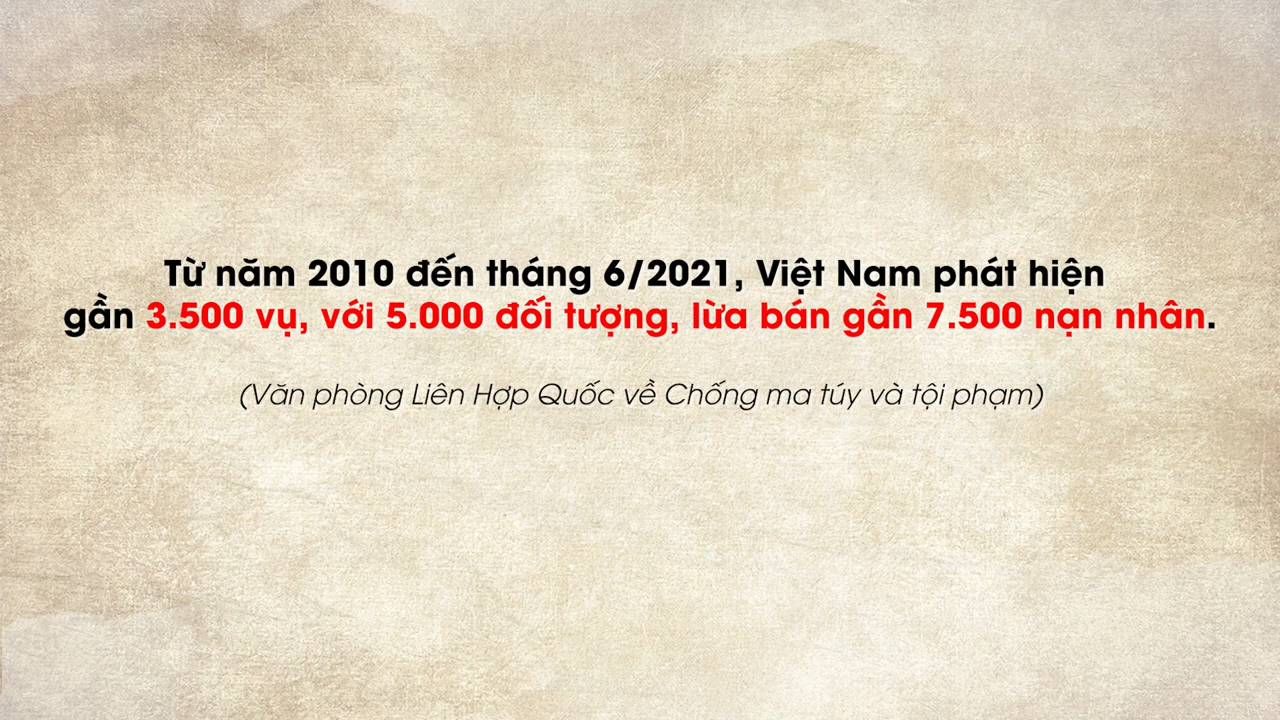 Từ năm 2010 đến tháng 6/2021, Việt Nam phát hiện
gần 3.500 vụ, với 5.000 đối tượng, lừa bán gần 7.500 nạn nhân.
(Văn phòng Liên Hợp Quốc về Chống ma túy và tội phạm)